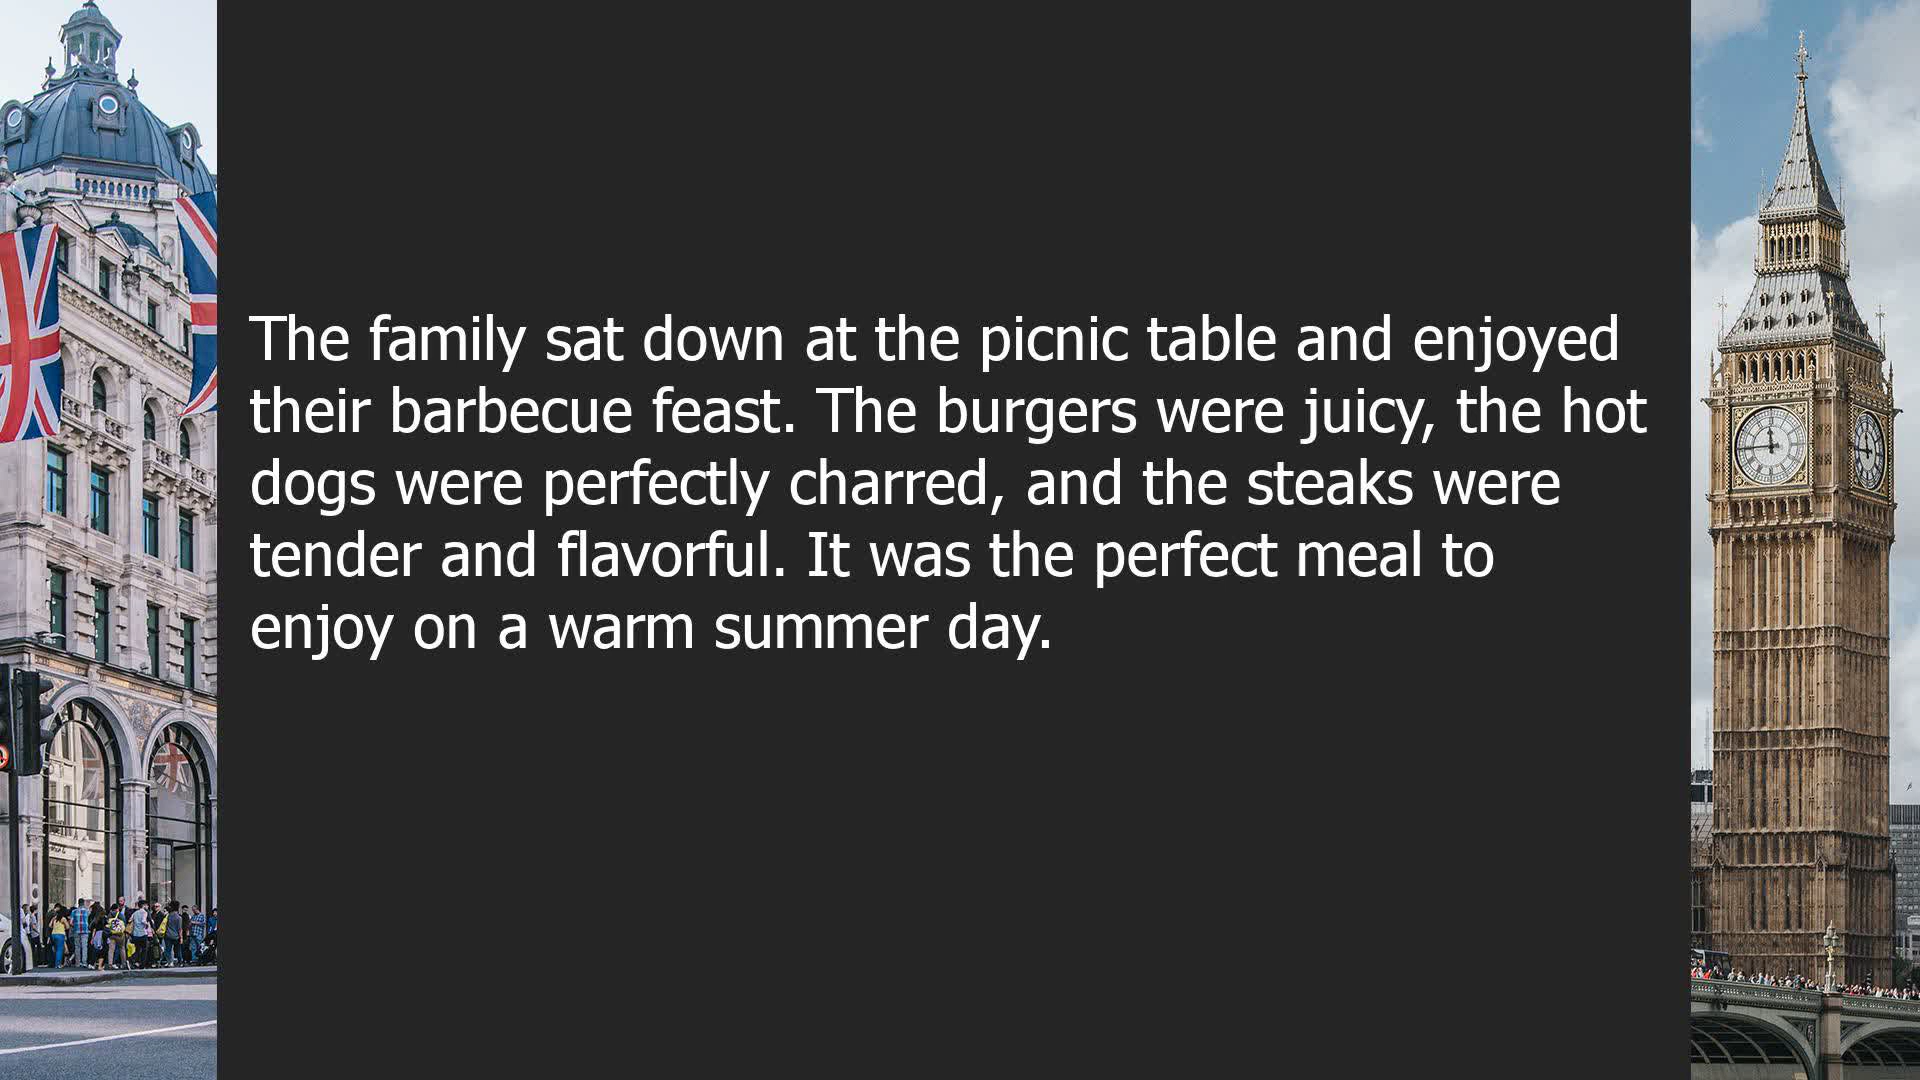 The family sat down at the picnic table and enjoyed
their barbecue feast. The burgers were juicy, the hot
dogs were perfectly charred, and the steaks were
tender and flavorful. It was the perfect meal to
enjoy on a warm summer day.